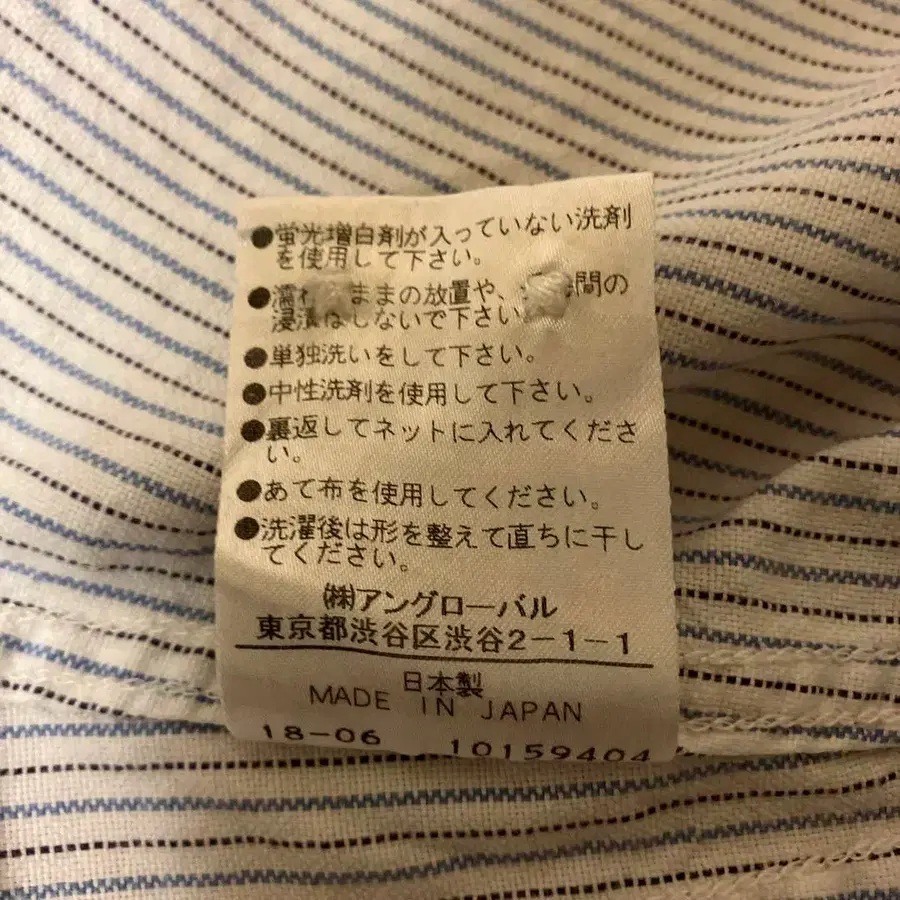 ●蛍光増白剤が入っていない洗剤
を使用して下さい。
●濡れ ままの放置や、 間の
浸漬はしないで下さい
●単独洗いをして下さい。
●中性洗剤を使用して下さい。
●裏返してネットに入れてくださ
い。
●あて布を使用してください。
●洗濯後は形を整えて直ちに干し
てください。
㈱アングローバル
東京都渋谷区渋谷2-1-1
日本製
MADE IN JAPAN
18-06 10159404